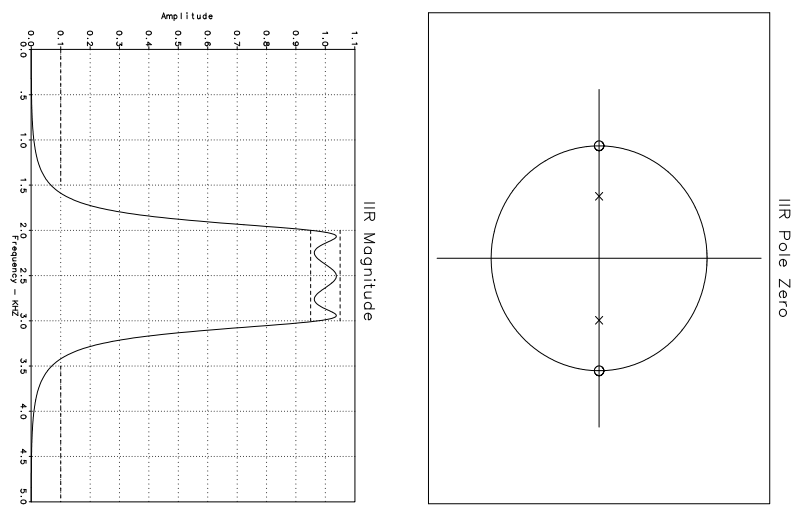 IIR Magnitude
Amplitude
0.0 0.1 0.2 0.3 0.4 0.5 0.6 0.7 0.8 0.9 1.0 1.1
0.0 .5 1.0 1.5 2.0 2.5 3.0 3.5 4.0 4.5 5.0
Frequency - KHZ
IIR Pole Zero